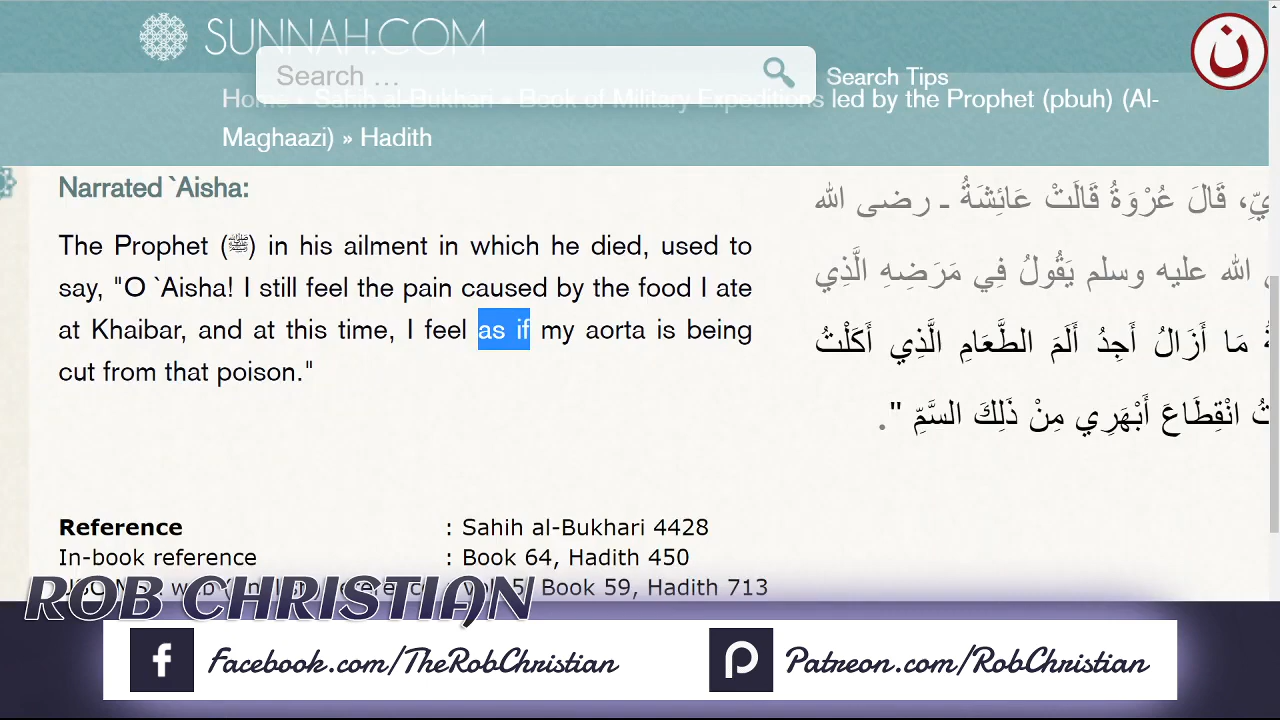 SUNNAH.COM
Search ...
Search Tips
ن
Home » Sahih al-Bukhari » Book of Military Expeditions led by the Prophet (pbuh) (Al-
Maghaazi) » Hadith
Narrated `Aisha:
The Prophet (ﷺ) in his ailment in which he died, used to
say, "O `Aisha! I still feel the pain caused by the food I ate
at Khaibar, and at this time, I feel as if my aorta is being
cut from that poison."
يِّ، قَالَ عُرْوَةُ قَالَتْ عَائِشَةُ ـ رضى الله
الله عليه وسلم يَقُولُ فِي مَرَضِهِ الَّذِي
مَا أَزَالُ أَجِدُ أَلَمَ الطَّعَامِ الَّذِي أَكَلْتُ
انْقِطَاعَ أَبْهَرِي مِنْ ذَلِكَ السَّمِّ ‏"‏‏.‏
Reference : Sahih al-Bukhari 4428
In-book reference : Book 64, Hadith 450
Book 59, Hadith 713
ROB CHRISTIAN
Facebook.com/TheRobChristian
Patreon.com/RobChristian